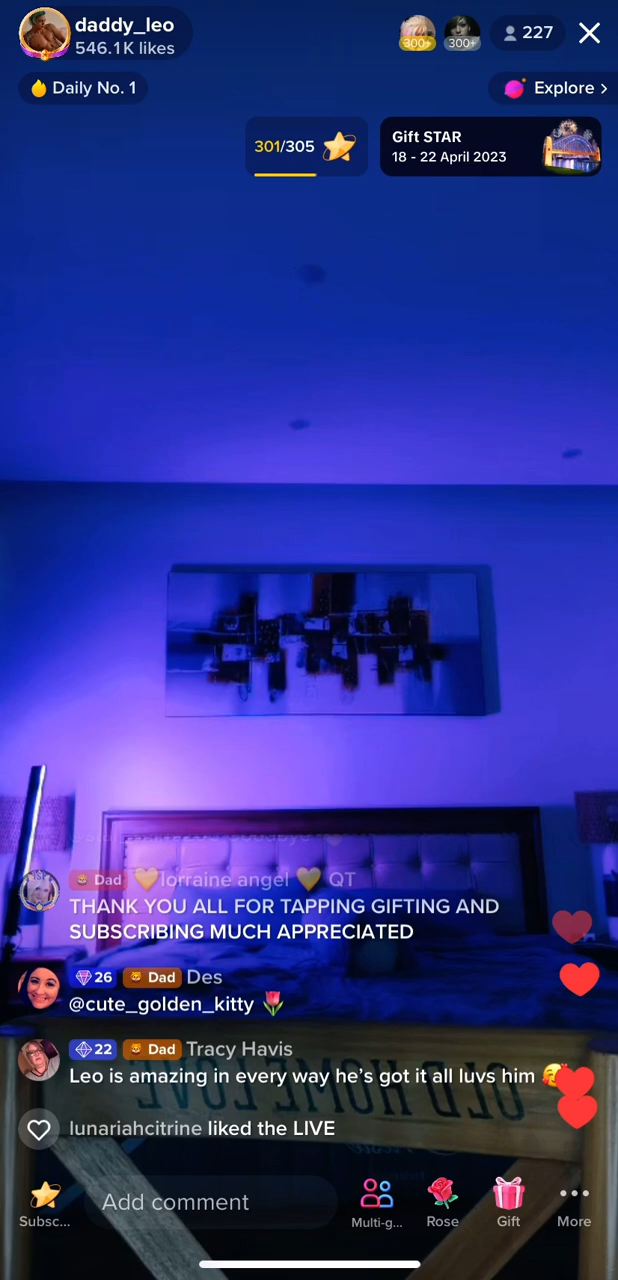 daddy_leo
546.1K likes
300+
300+
227
Daily No. 1
Explore
301/305
Gift STAR
18 - 22 April 2023
Dad 💛lorraine angel 💛 QT
THANK YOU ALL FOR TAPPING GIFTING AND
SUBSCRIBING MUCH APPRECIATED
26 Dad Des
@cute_golden_kitty 🌷
22 Dad Tracy Havis
Leo is amazing in every way he's got it all luvs him 🥰
OLD HOME LOVE
lunariahcitrine liked the LIVE
Add comment
Subsc...
Multi-g...
Rose
Gift
More